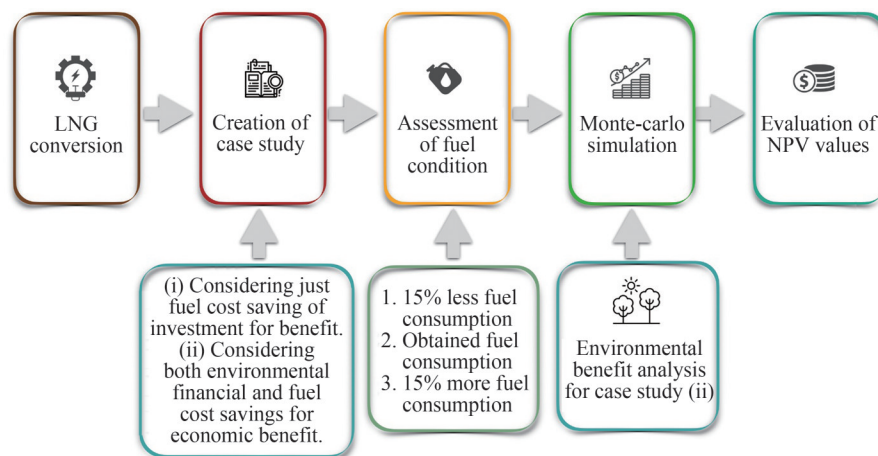 LNG
conversion
Creation of
case study
Assessment
of fuel
condition
Monte-carlo
simulation
Evaluation of
NPV values
(i) Considering just
fuel cost saving of
investment for benefit.
(ii) Considering
both environmental
financial and fuel
cost savings for
economic benefit.
1. 15% less fuel
consumption
2. Obtained fuel
consumption
3. 15% more fuel
consumption
Environmental
benefit analysis
for case study (ii)